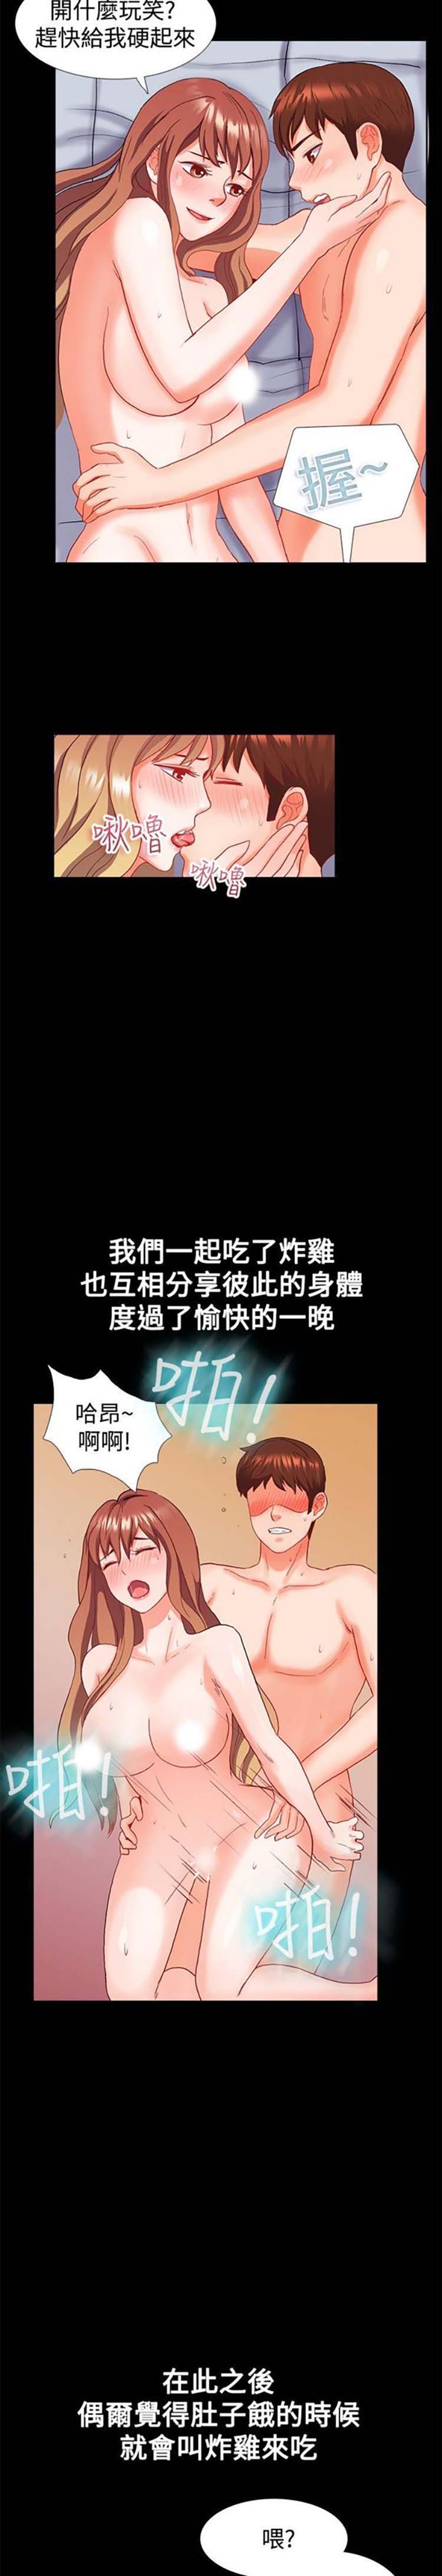 開什麼玩笑?
趕快給我硬起來
握~
啾嚕
啾嚕
我們一起吃了炸雞
也互相分享彼此的身體
度過了愉快的一晚
啪!
哈昂~
啊啊!
啪!
啪!
在此之後
偶爾覺得肚子餓的時候
就會叫炸雞來吃
喂?